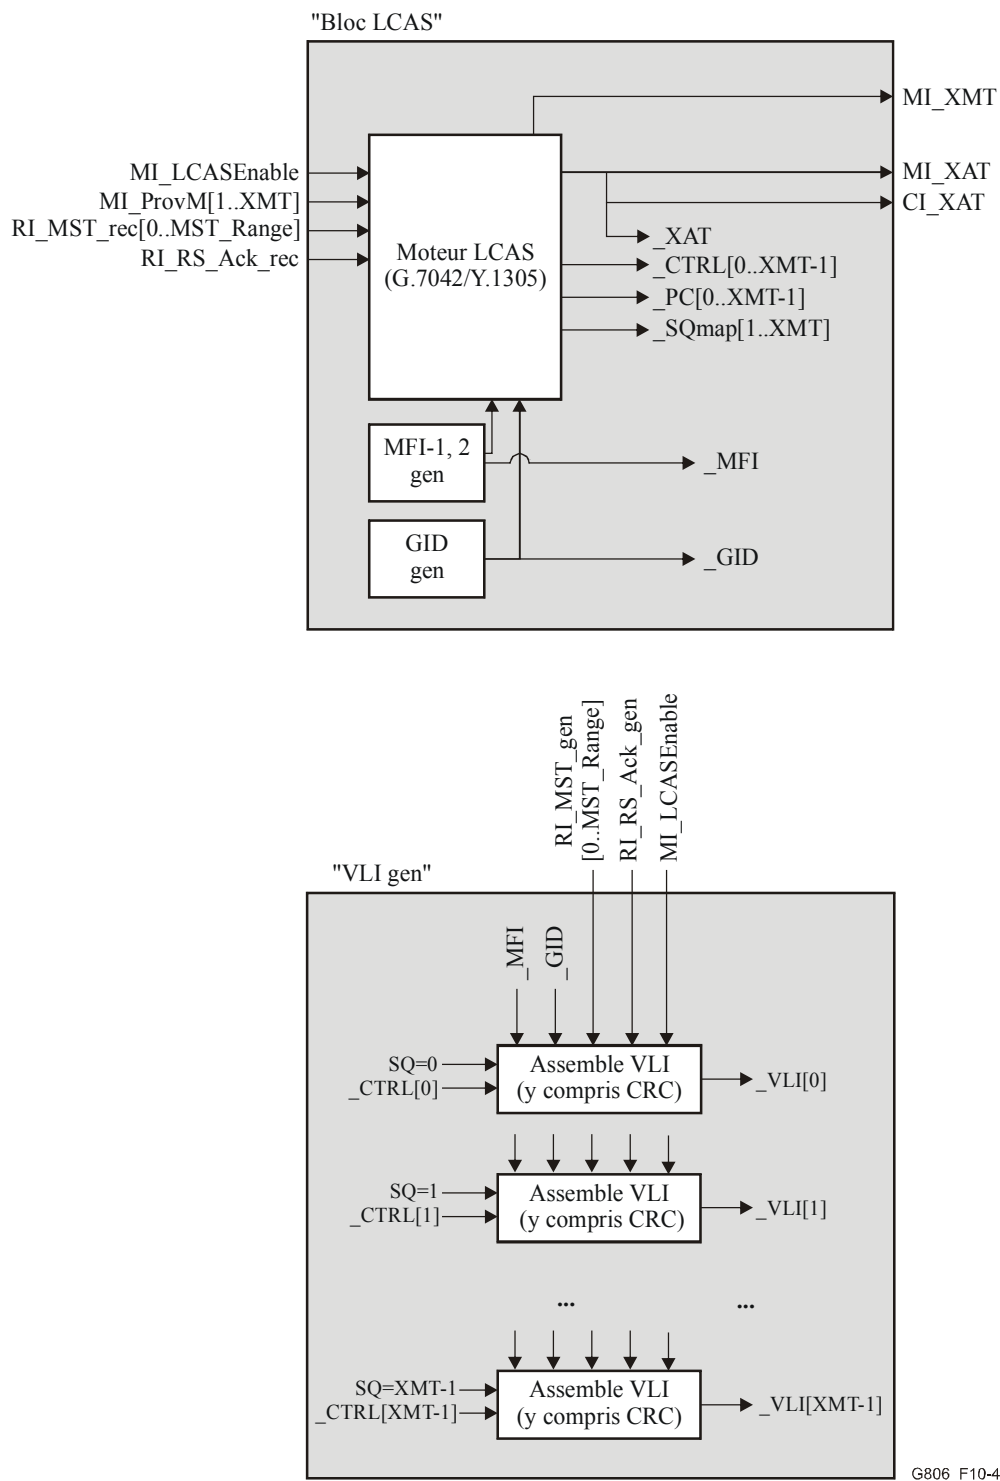 "Bloc LCAS"
MI_XMT
MI_LCASEnable
MI_ProvM[1..XMT]
RI_MST_rec[0..MST_Range]
RI_RS_Ack_rec
Moteur LCAS
(G.7042/Y.1305)
MI_XAT
CI_XAT
_XAT
_CTRL[0..XMT-1]
_PC[0..XMT-1]
_SQmap[1..XMT]
MFI-1, 2
gen
_MFI
GID
gen
_GID
RI_MST_gen
[0..MST_Range]
RI_RS_Ack_gen
MI_LCASEnable
"VLI gen"
_MFI
_GID
SQ=0
_CTRL[0]
Assemble VLI
(y compris CRC)
_VLI[0]
SQ=1
_CTRL[1]
Assemble VLI
(y compris CRC)
_VLI[1]
... ...
SQ=XMT-1
_CTRL[XMT-1]
Assemble VLI
(y compris CRC)
_VLI[XMT-1]
G806_F10-4